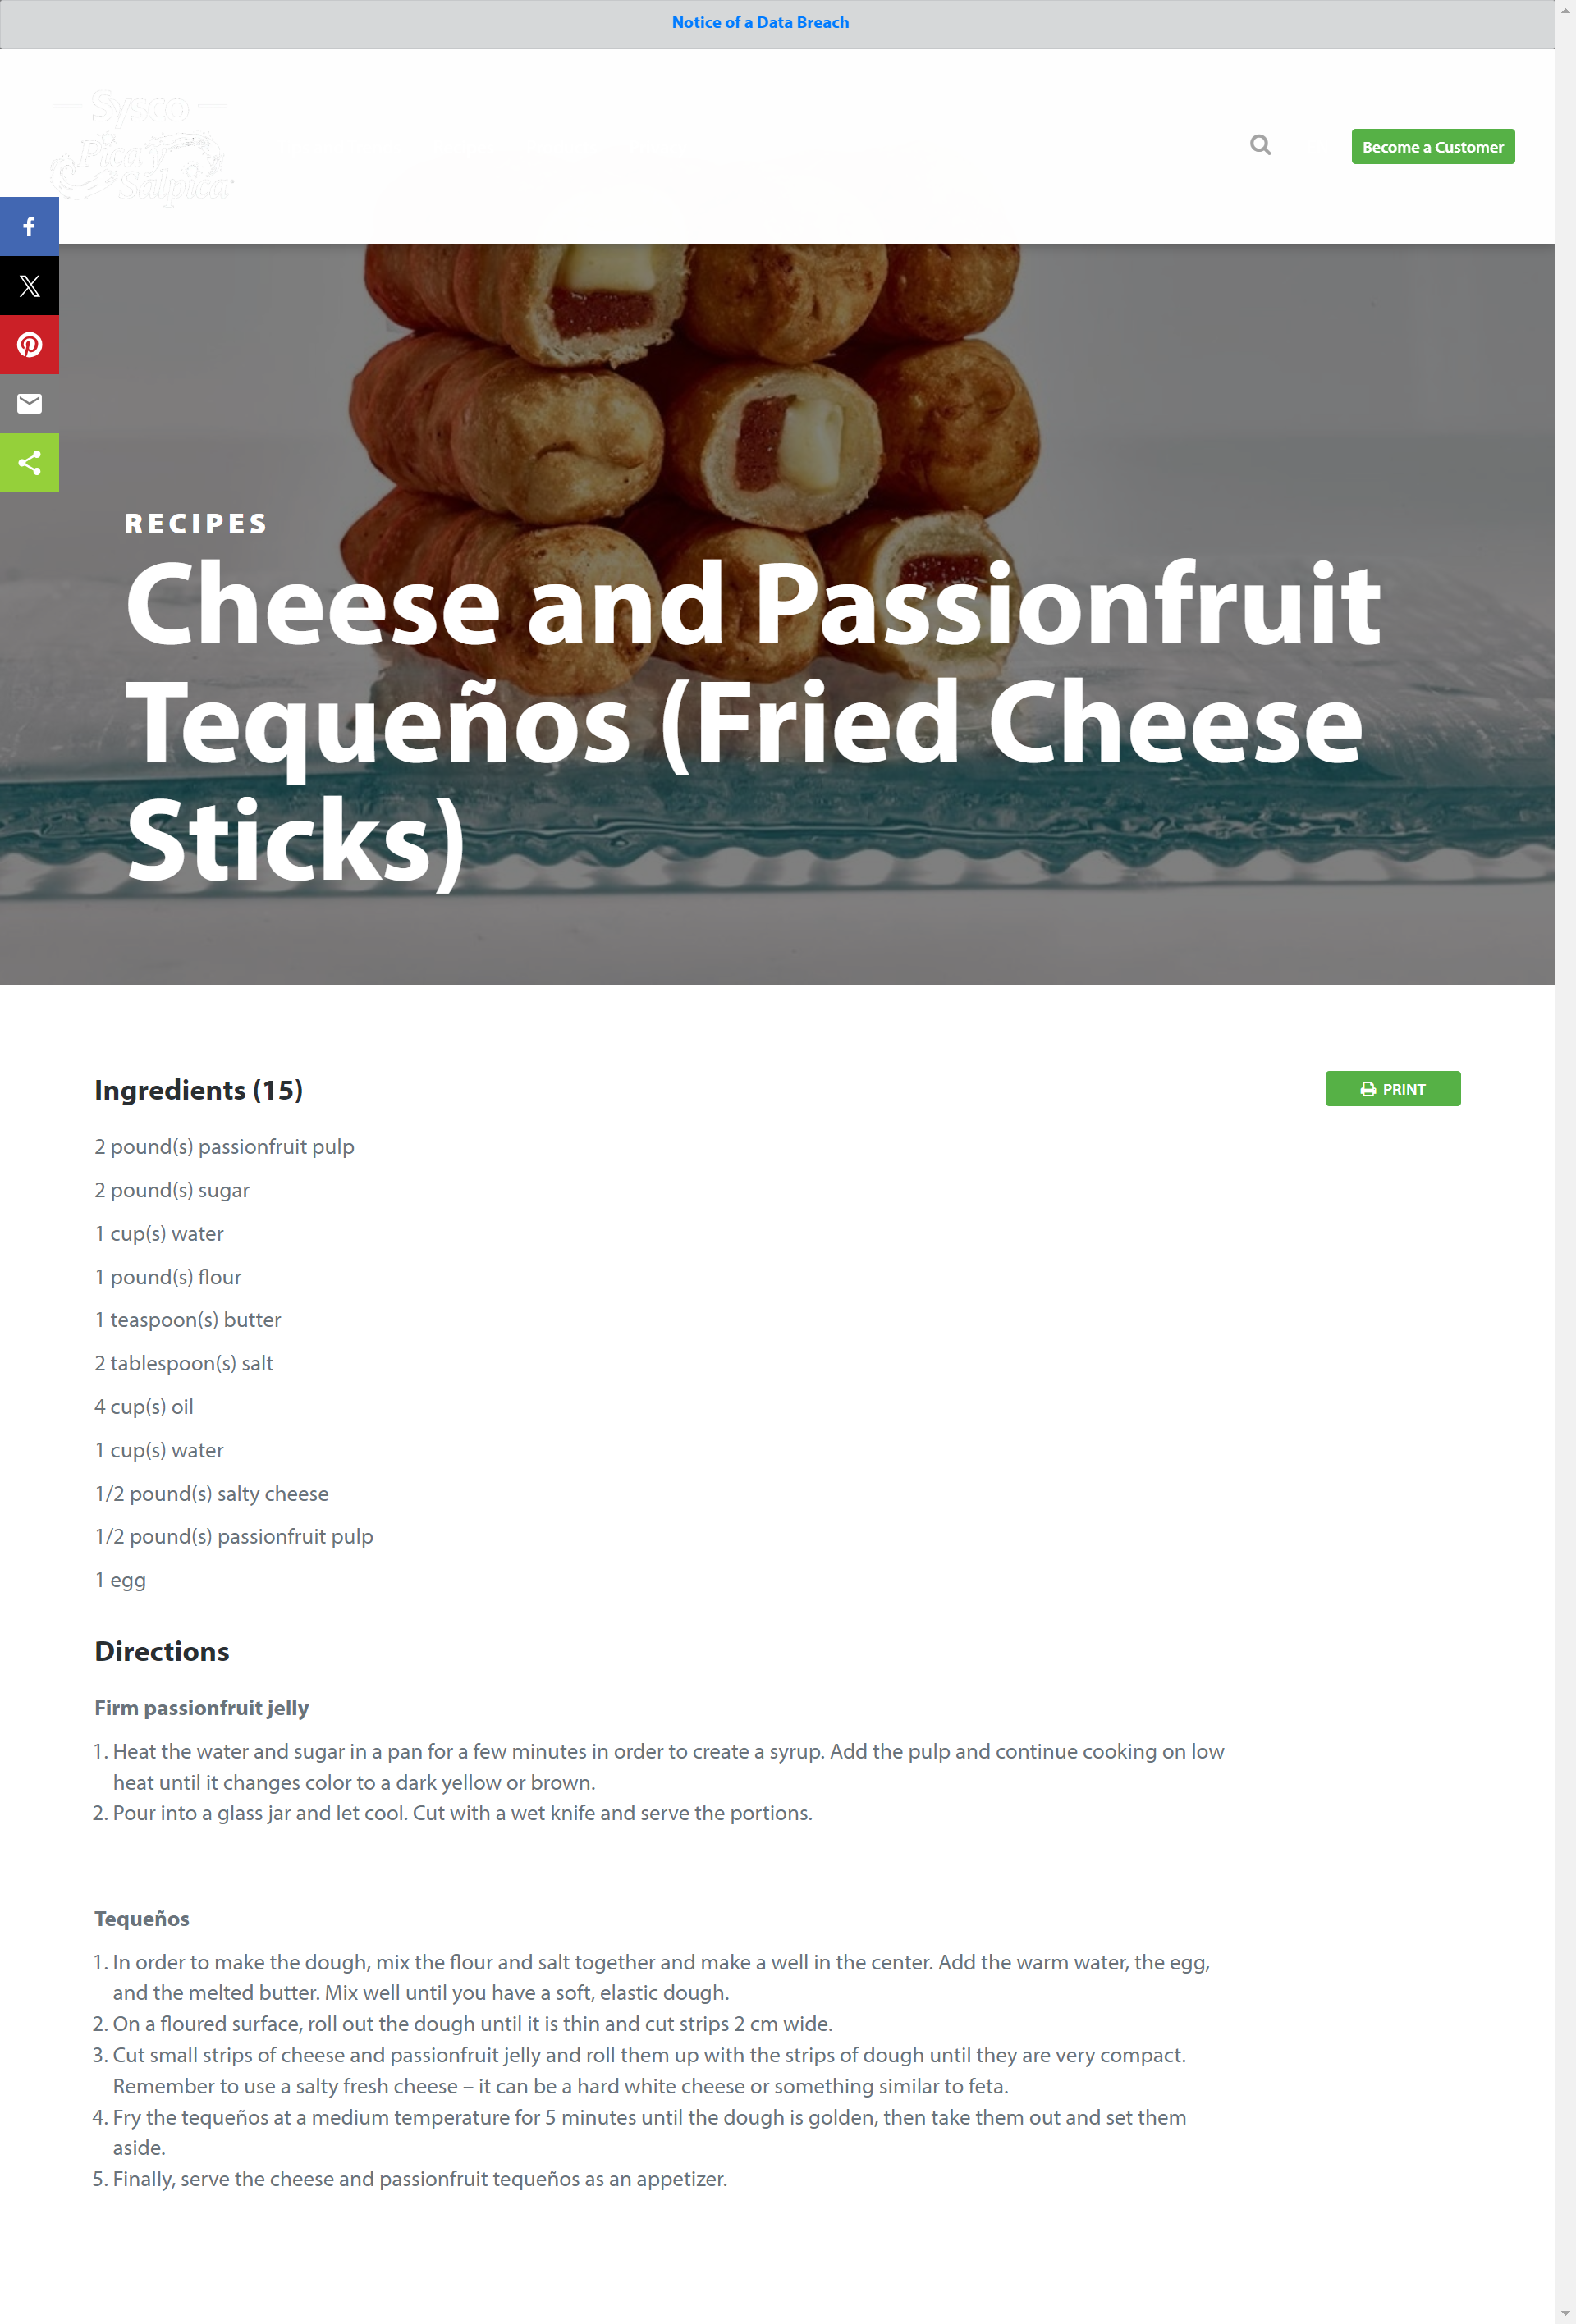 Notice of a Data Breach
Sysco
Pica y
Salpica
Become a Customer
RECIPES
Cheese and Passionfruit
Tequeños (Fried Cheese
Sticks)
Ingredients (15)
PRINT
2 pound(s) passionfruit pulp
2 pound(s) sugar
1 cup(s) water
1 pound(s) flour
1 teaspoon(s) butter
2 tablespoon(s) salt
4 cup(s) oil
1 cup(s) water
1/2 pound(s) salty cheese
1/2 pound(s) passionfruit pulp
1 egg
Directions
Firm passionfruit jelly
1. Heat the water and sugar in a pan for a few minutes in order to create a syrup. Add the pulp and continue cooking on low
heat until it changes color to a dark yellow or brown.
2. Pour into a glass jar and let cool. Cut with a wet knife and serve the portions.
Tequeños
1. In order to make the dough, mix the flour and salt together and make a well in the center. Add the warm water, the egg,
and the melted butter. Mix well until you have a soft, elastic dough.
2. On a floured surface, roll out the dough until it is thin and cut strips 2 cm wide.
3. Cut small strips of cheese and passionfruit jelly and roll them up with the strips of dough until they are very compact.
Remember to use a salty fresh cheese – it can be a hard white cheese or something similar to feta.
4. Fry the tequeños at a medium temperature for 5 minutes until the dough is golden, then take them out and set them
aside.
5. Finally, serve the cheese and passionfruit tequeños as an appetizer.